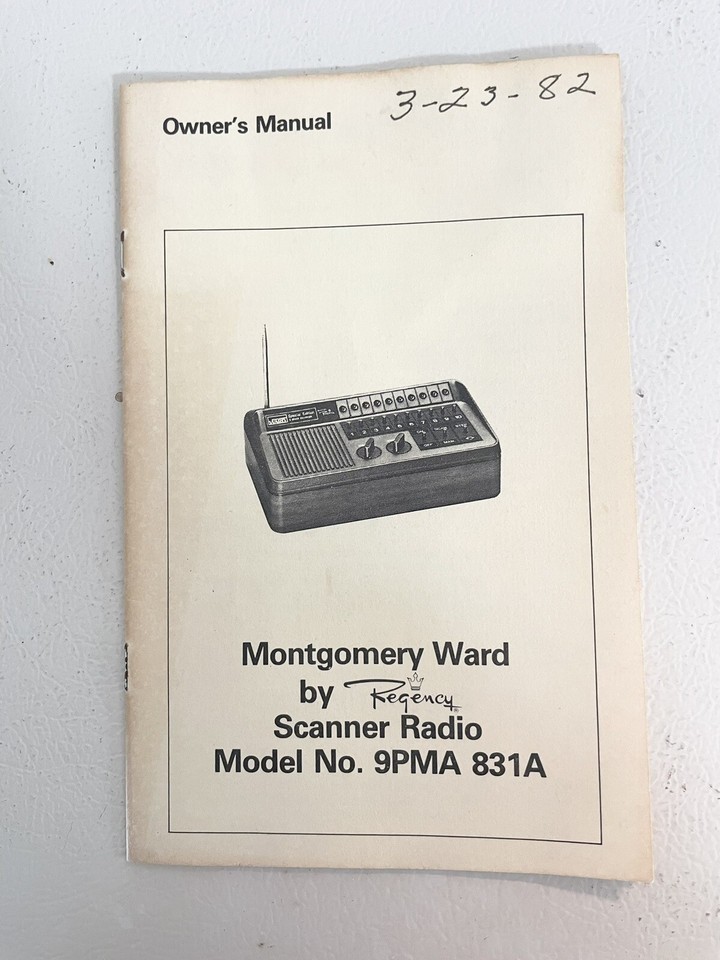 3-23-82
Owner's Manual
Montgomery Ward
by Regency
Scanner Radio
Model No. 9PMA 831A